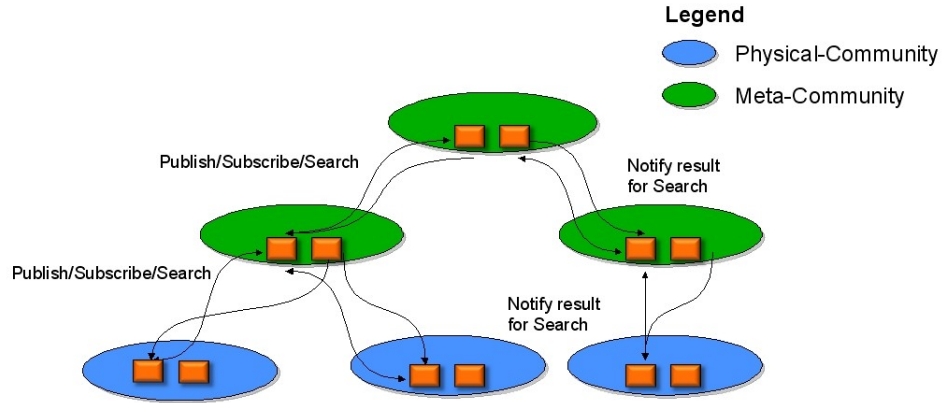 Legend
Physical-Community
Meta-Community
Publish/Subscribe/Search
Notify result
for Search
Publish/Subscribe/Search
Notify result
for Search